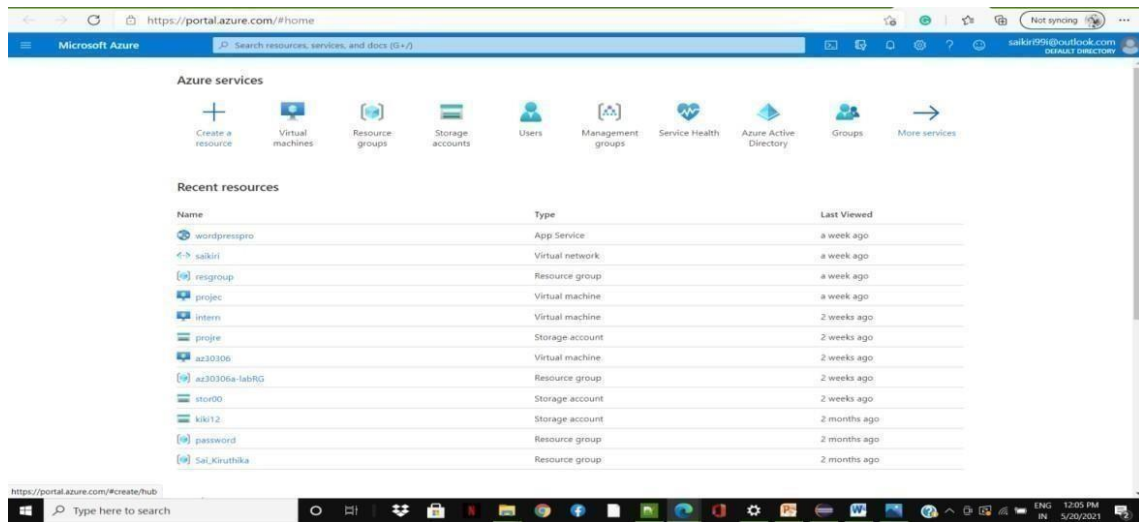 https://portal.azure.com/#home Not syncing
Microsoft Azure Search resources, services, and docs (G+/) saikiri99i@outlook.com
DEFAULT DIRECTORY
Azure services
Create a resource
Virtual machines
Resource groups
Storage accounts
Users
Management groups
Service Health
Azure Active Directory
Groups
More services
Recent resources
Name Type Last Viewed
wordpresspro App Service a week ago
saikiri Virtual network a week ago
resgroup Resource group a week ago
projec Virtual machine a week ago
intern Virtual machine 2 weeks ago
projre Storage account 2 weeks ago
az30306 Virtual machine 2 weeks ago
az30306a-labRG Resource group 2 weeks ago
stor00 Storage account 2 weeks ago
kiki12 Storage account 2 months ago
password Resource group 2 months ago
Sai_Kiruthika Resource group 2 months ago
https://portal.azure.com/#create/hub
Type here to search ENG 12:05 PM
IN 5/20/2021